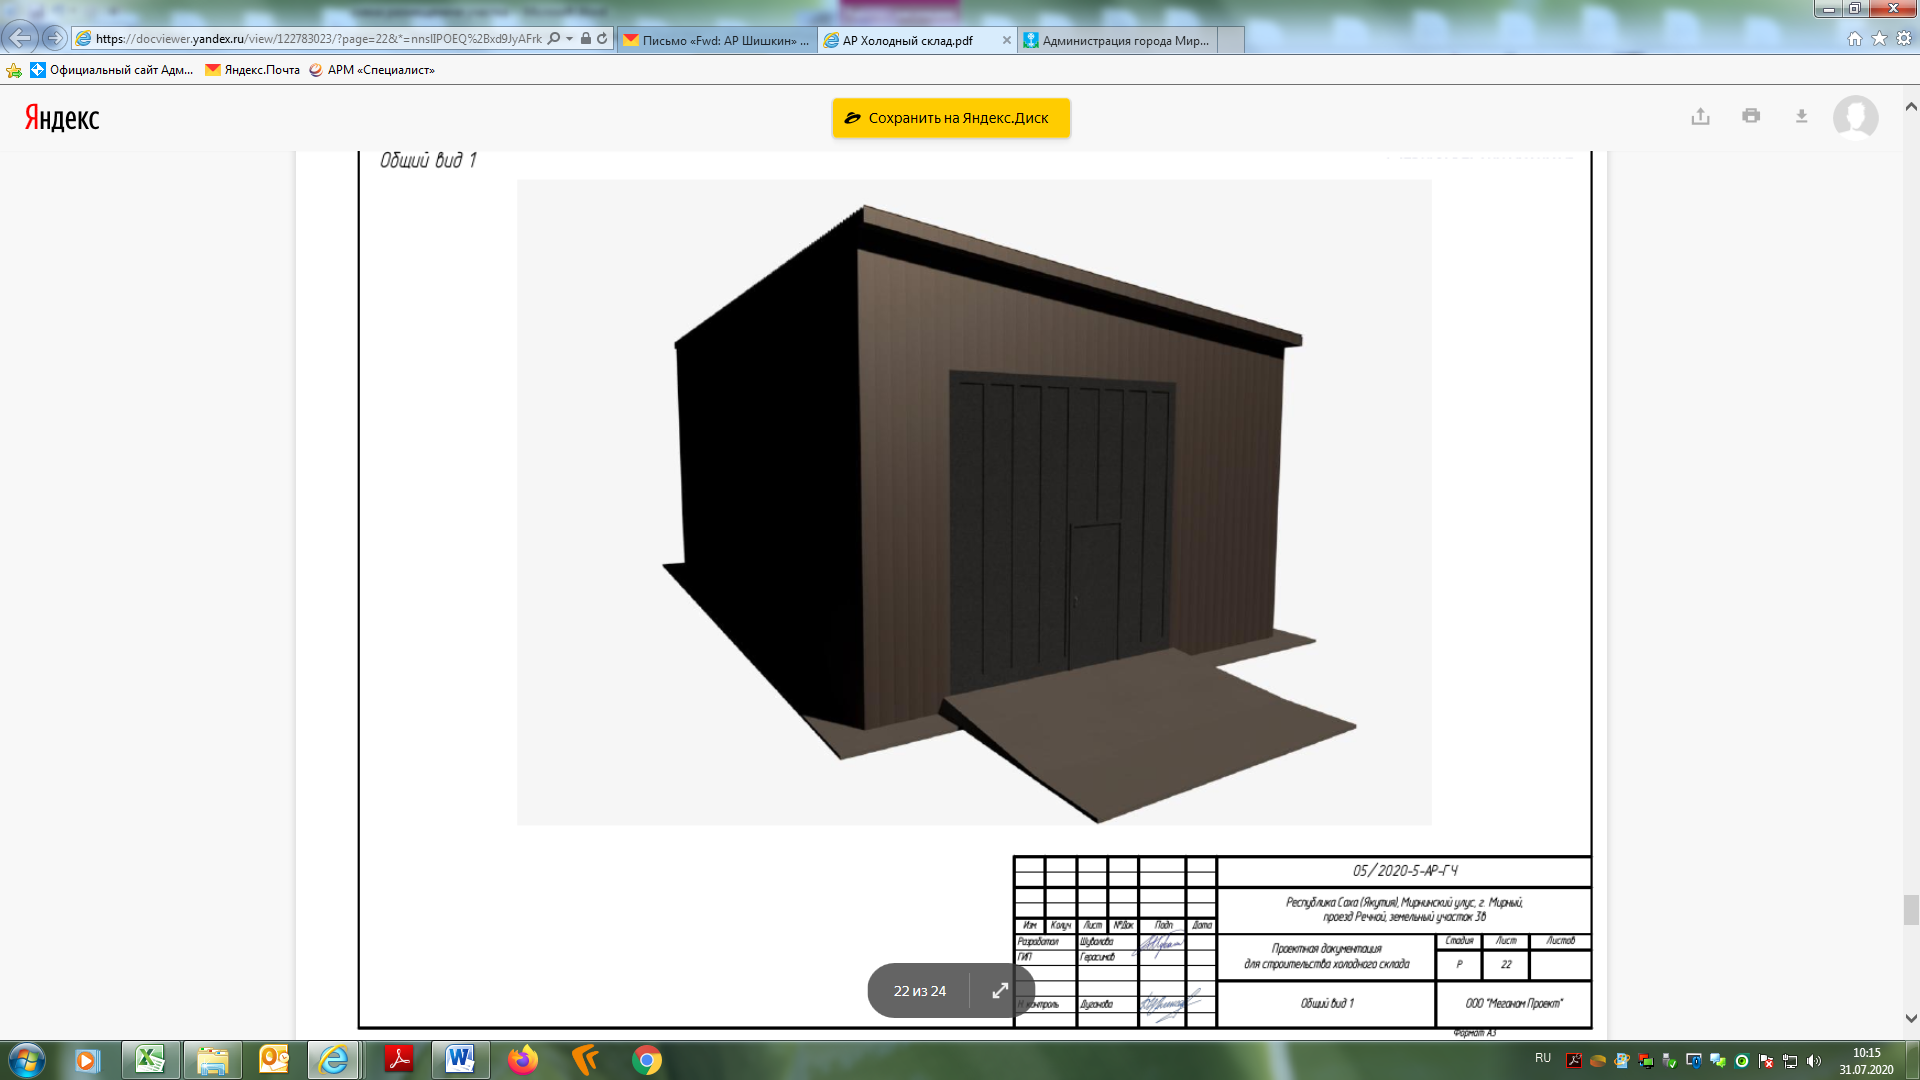 https://docviewer.yandex.ru/view/122783023/?page=22&*=nnsIIPOEQ%2Bxd9JyAFrk
Письмо «Fwd: АР Шишкин» ...
АР Холодный склад.pdf
Администрация города Мир...
Официальный сайт Адм...
Яндекс.Почта
АРМ «Специалист»
Яндекс
Сохранить на Яндекс.Диск
Общий вид 1
05/2020-5-АР-ГЧ
Республика Саха (Якутия), Мирнинский улус, г. Мирный,
проезд Речной, земельный участок 3в
Изм Колуч Лист №Док Подп Дата
Разработал Шувалова
ГИП Герасимов
Н. контроль Дуганова
Проектная документация
для строительства холодного склада
Стадия Лист Листов
Р 22
Общий вид 1
ООО "Меганом Проект"
Формат А3
22 из 24
RU
10:15
31.07.2020